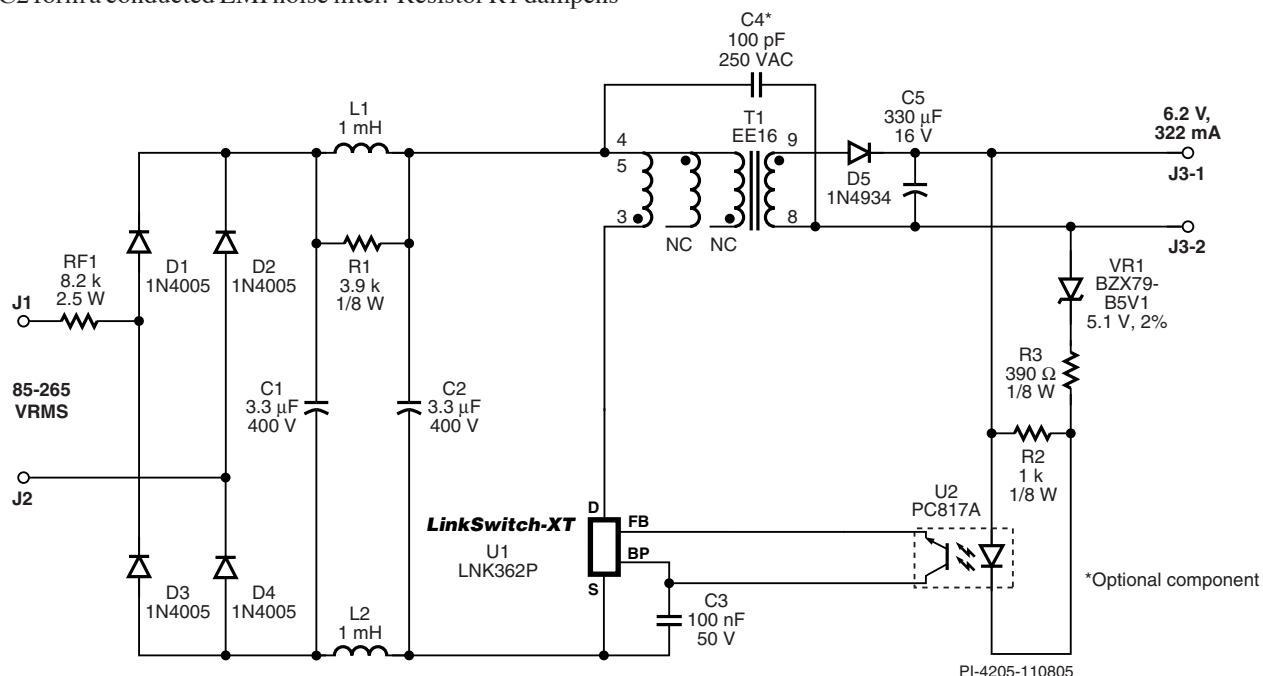 C2 form a conducted EMI noise filter. Resistor R1 dampens
C4*
100 pF
250 VAC
L1
1 mH
T1
EE16
C5
330 µF
16 V
6.2 V,
322 mA
4
5
3
9
8
NC
NC
D5
1N4934
J3-1
J3-2
RF1
8.2 k
2.5 W
J1
D1
1N4005
D2
1N4005
R1
3.9 k
1/8 W
VR1
BZX79-
B5V1
5.1 V, 2%
R3
390 Ω
1/8 W
85-265
VRMS
C1
3.3 µF
400 V
C2
3.3 µF
400 V
R2
1 k
1/8 W
J2
D
LinkSwitch-XT
FB
U1
LNK362P
BP
S
U2
PC817A
*Optional component
D3
1N4005
D4
1N4005
L2
1 mH
C3
100 nF
50 V
PI-4205-110805